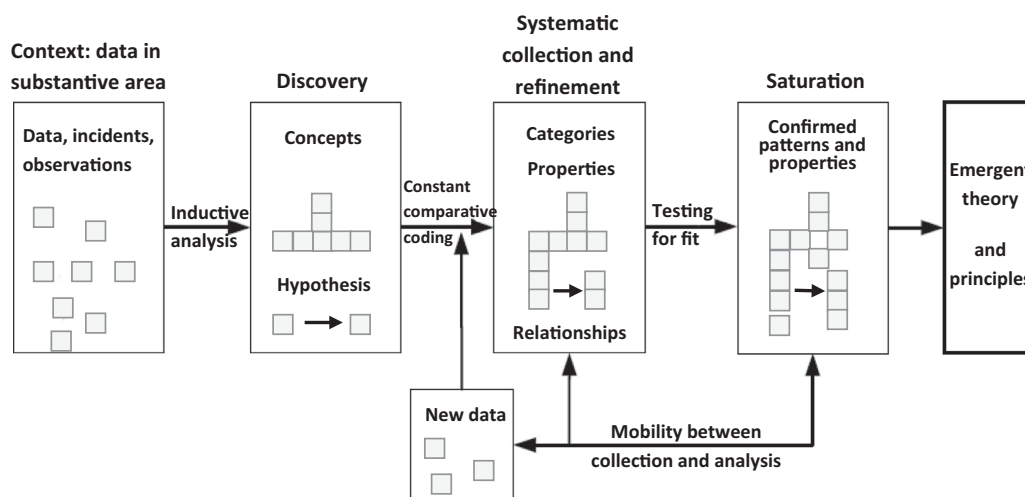 Context: data in
substantive area
Data, incidents,
observations
Inductive
analysis
Discovery
Concepts
Hypothesis
Constant
comparative
coding
Systematic
collection and
refinement
Categories
Properties
Relationships
Testing
for fit
Saturation
Confirmed
patterns and
properties
Emergent
theory
and
principles
New data
Mobility between
collection and analysis